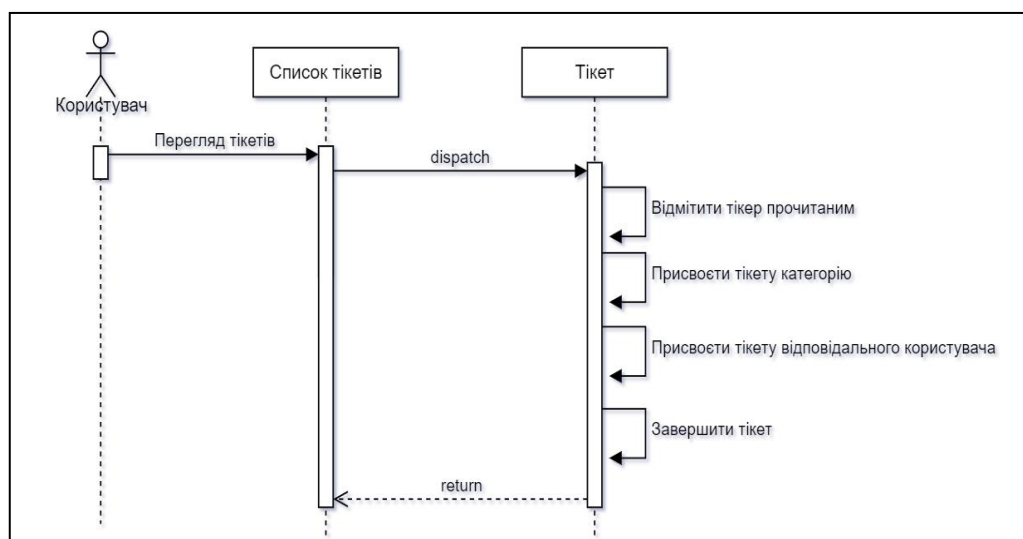 Користувач
Список тікетів
Тікет
Перегляд тікетів
dispatch
Відмітити тікер прочитаним
Присвоєти тікету категорію
Присвоєти тікету відповідального користувача
Завершити тікет
return